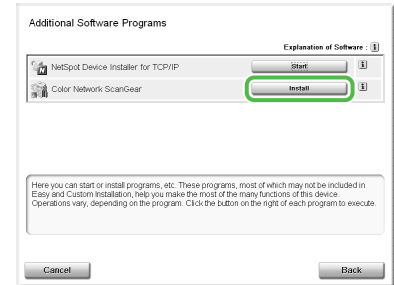 Additional Software Programs
Explanation of Software : i
NetSpot Device Installer for TCP/IP Start i
Color Network ScanGear Install i
Here you can start or install programs, etc. These programs, most of which may not be included in
Easy and Custom Installation, help you make the most of the many functions of this device.
Operations vary, depending on the program. Click the button on the right of each program to execute.
Cancel Back